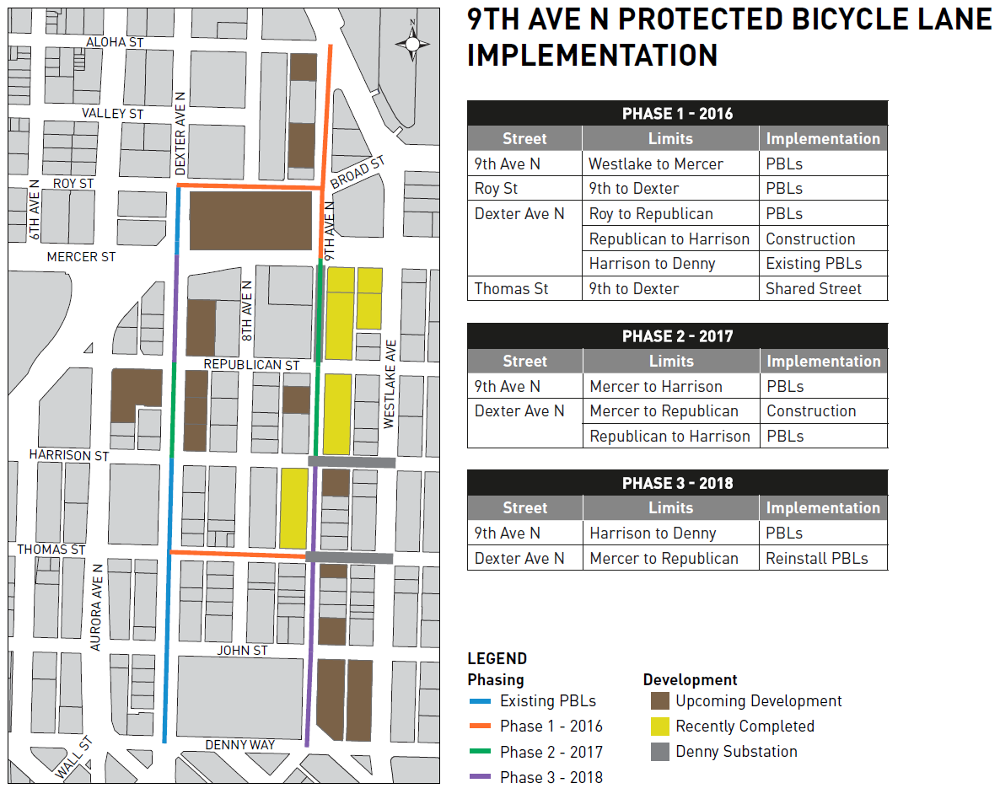 9TH AVE N PROTECTED BICYCLE LANE
IMPLEMENTATION
N
ALOHA ST
VALLEY ST
DEXTER AVE N
BROAD ST
ROY ST
6TH AVE N
9TH AVE N
MERCER ST
8TH AVE N
REPUBLICAN ST
WESTLAKE AVE
HARRISON ST
THOMAS ST
AURORA AVE N
JOHN ST
DENNY WAY
WALL ST
PHASE 1 - 2016
Street Limits Implementation
9th Ave N Westlake to Mercer PBLs
Roy St 9th to Dexter PBLs
Dexter Ave N Roy to Republican PBLs
Republican to Harrison Construction
Harrison to Denny Existing PBLs
Thomas St 9th to Dexter Shared Street
PHASE 2 - 2017
Street Limits Implementation
9th Ave N Mercer to Harrison PBLs
Dexter Ave N Mercer to Republican Construction
Republican to Harrison PBLs
PHASE 3 - 2018
Street Limits Implementation
9th Ave N Harrison to Denny PBLs
Dexter Ave N Mercer to Republican Reinstall PBLs
LEGEND
Phasing
Existing PBLs
Phase 1 - 2016
Phase 2 - 2017
Phase 3 - 2018
Development
Upcoming Development
Recently Completed
Denny Substation